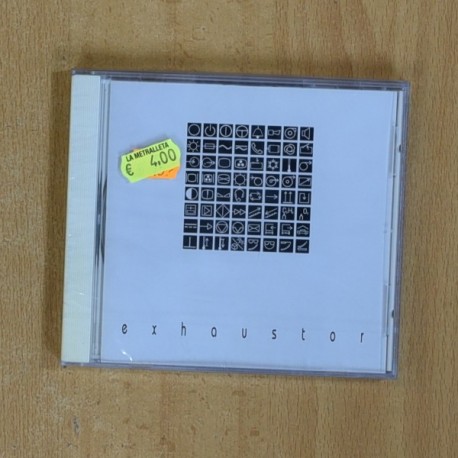 LA METRALLETA
€ 4,00
exhoustor